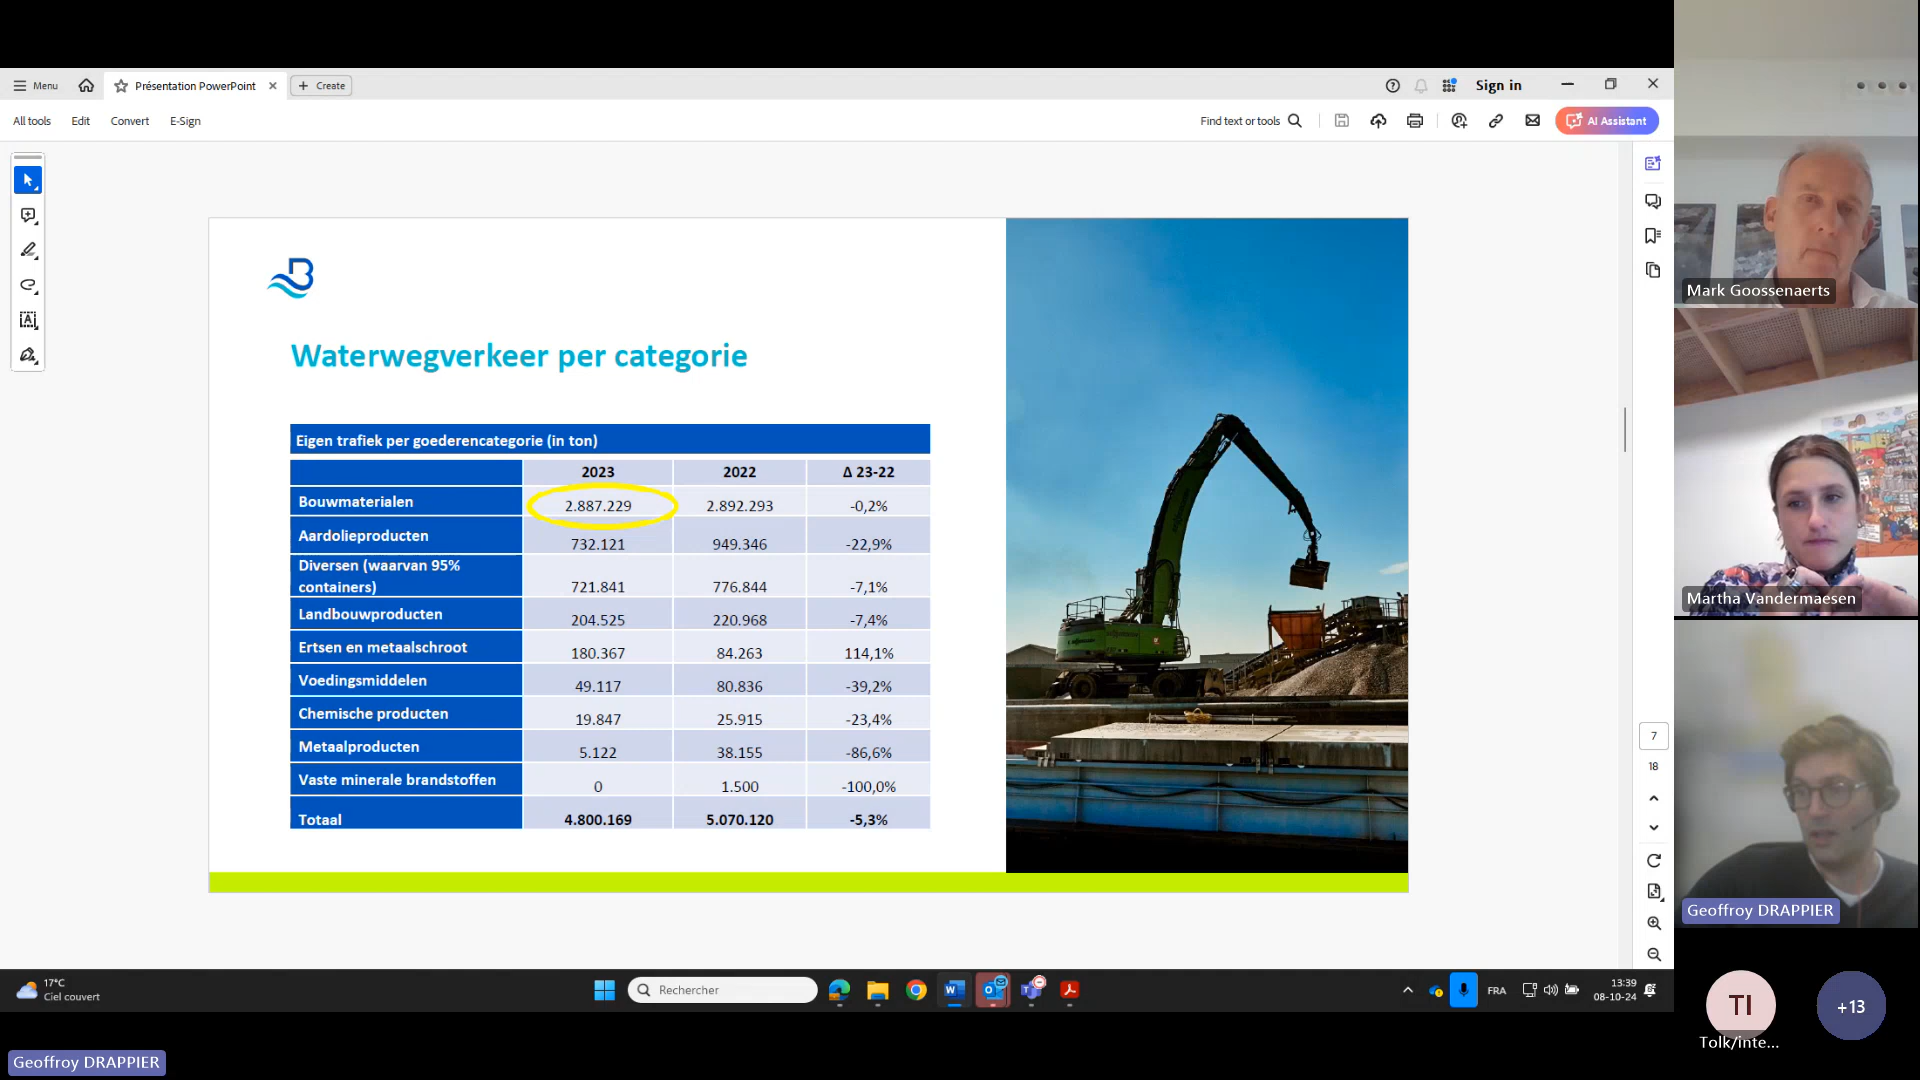 Menu
Présentation PowerPoint
Create
Sign in
All tools
Edit
Convert
E-Sign
Find text or tools
AI Assistant
B
Waterwegverkeer per categorie
Eigen trafiek per goederencategorie (in ton)
2023 2022 Δ 23-22
Bouwmaterialen 2.887.229 2.892.293 -0,2%
Aardolieproducten 732.121 949.346 -22,9%
Diversen (waarvan 95%
containers) 721.841 776.844 -7,1%
Landbouwproducten 204.525 220.968 -7,4%
Ertsen en metaalschroot 180.367 84.263 114,1%
Voedingsmiddelen 49.117 80.836 -39,2%
Chemische producten 19.847 25.915 -23,4%
Metaalproducten 5.122 38.155 -86,6%
Vaste minerale brandstoffen 0 1.500 -100,0%
Totaal 4.800.169 5.070.120 -5,3%
7
18
Mark Goossenaerts
Martha Vandermaesen
Geoffroy DRAPPIER
TI
Tolk/inte...
+13
17°C
Ciel couvert
Rechercher
FRA
13:39
08-10-24
Geoffroy DRAPPIER